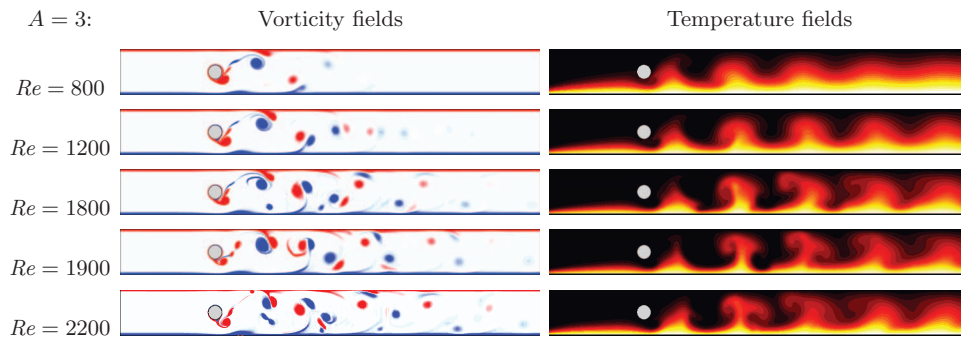 A = 3: Vorticity fields Temperature fields
Re = 800
Re = 1200
Re = 1800
Re = 1900
Re = 2200